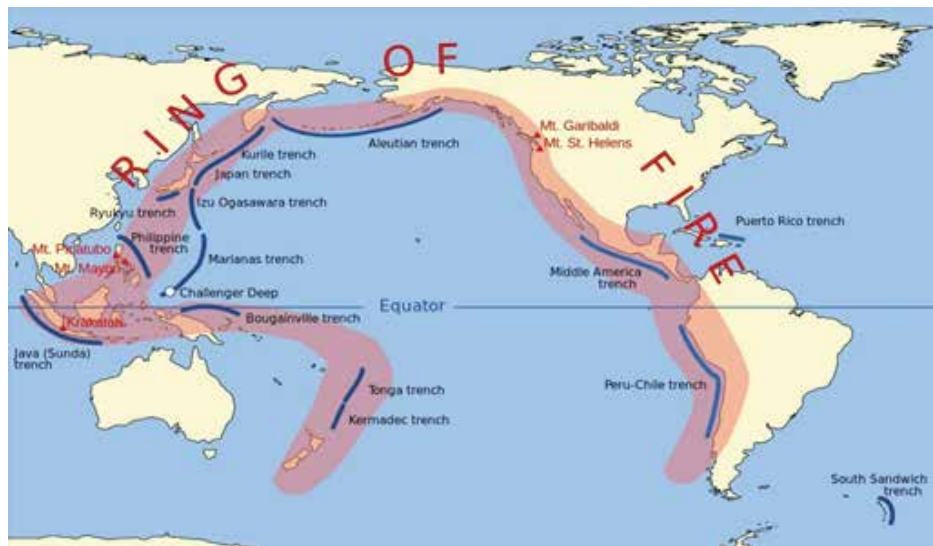 RING OF FIRE
Mt. Garibaldi
Mt. St. Helens
Aleutian trench
Kurile trench
Japan trench
Izu Ogasawara trench
Ryukyu trench
Puerto Rico trench
Philippine
trench
Mt. Pinatubo
Mt. Mayon
Marianas trench
Middle America
trench
Challenger Deep
Equator
Bougainville trench
Krakatoa
Java (Sunda)
trench
Peru-Chile trench
Tonga trench
Kermadec trench
South Sandwich
trench